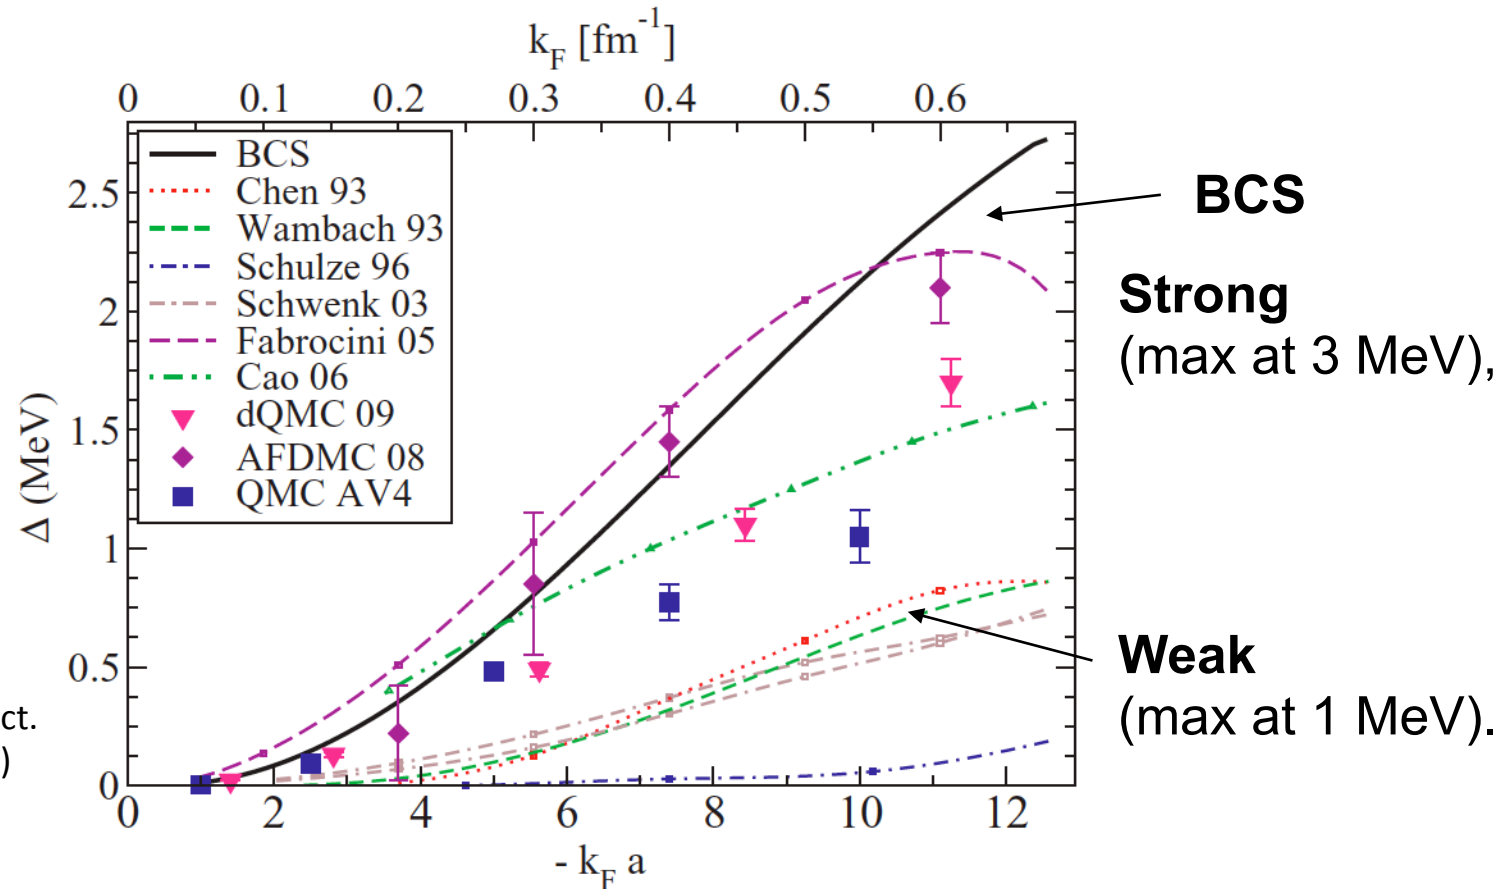 k_F [fm^-1]
0 0.1 0.2 0.3 0.4 0.5 0.6
BCS
Chen 93
Wambach 93
Schulze 96
Schwenk 03
Fabrocini 05
Cao 06
dQMC 09
AFDMC 08
QMC AV4
2.5
2
1.5
1
0.5
0
Δ (MeV)
0 2 4 6 8 10 12
- k_F a
BCS
Strong
(max at 3 MeV),
Weak
(max at 1 MeV).
ct.
)